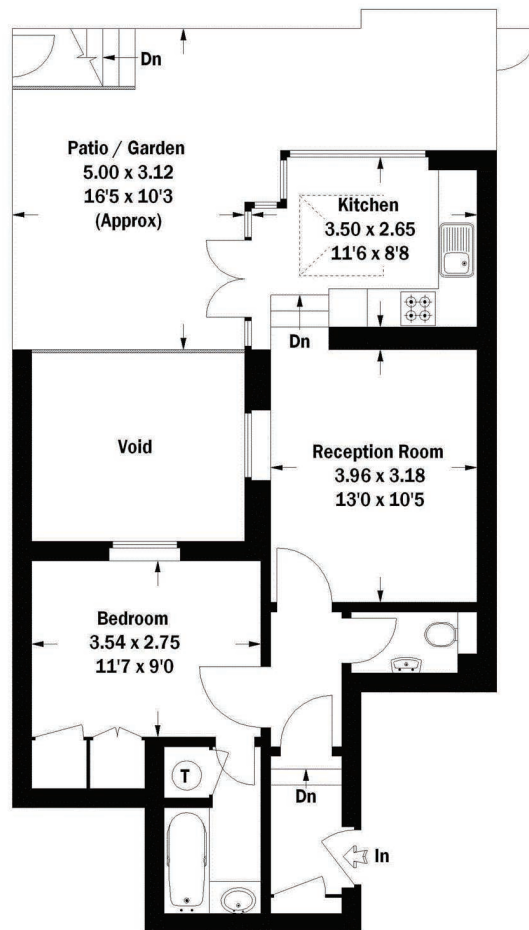 Dn
Patio / Garden
5.00 x 3.12
16'5 x 10'3
(Approx)
Kitchen
3.50 x 2.65
11'6 x 8'8
Dn
Void
Reception Room
3.96 x 3.18
13'0 x 10'5
Bedroom
3.54 x 2.75
11'7 x 9'0
T
Dn
In